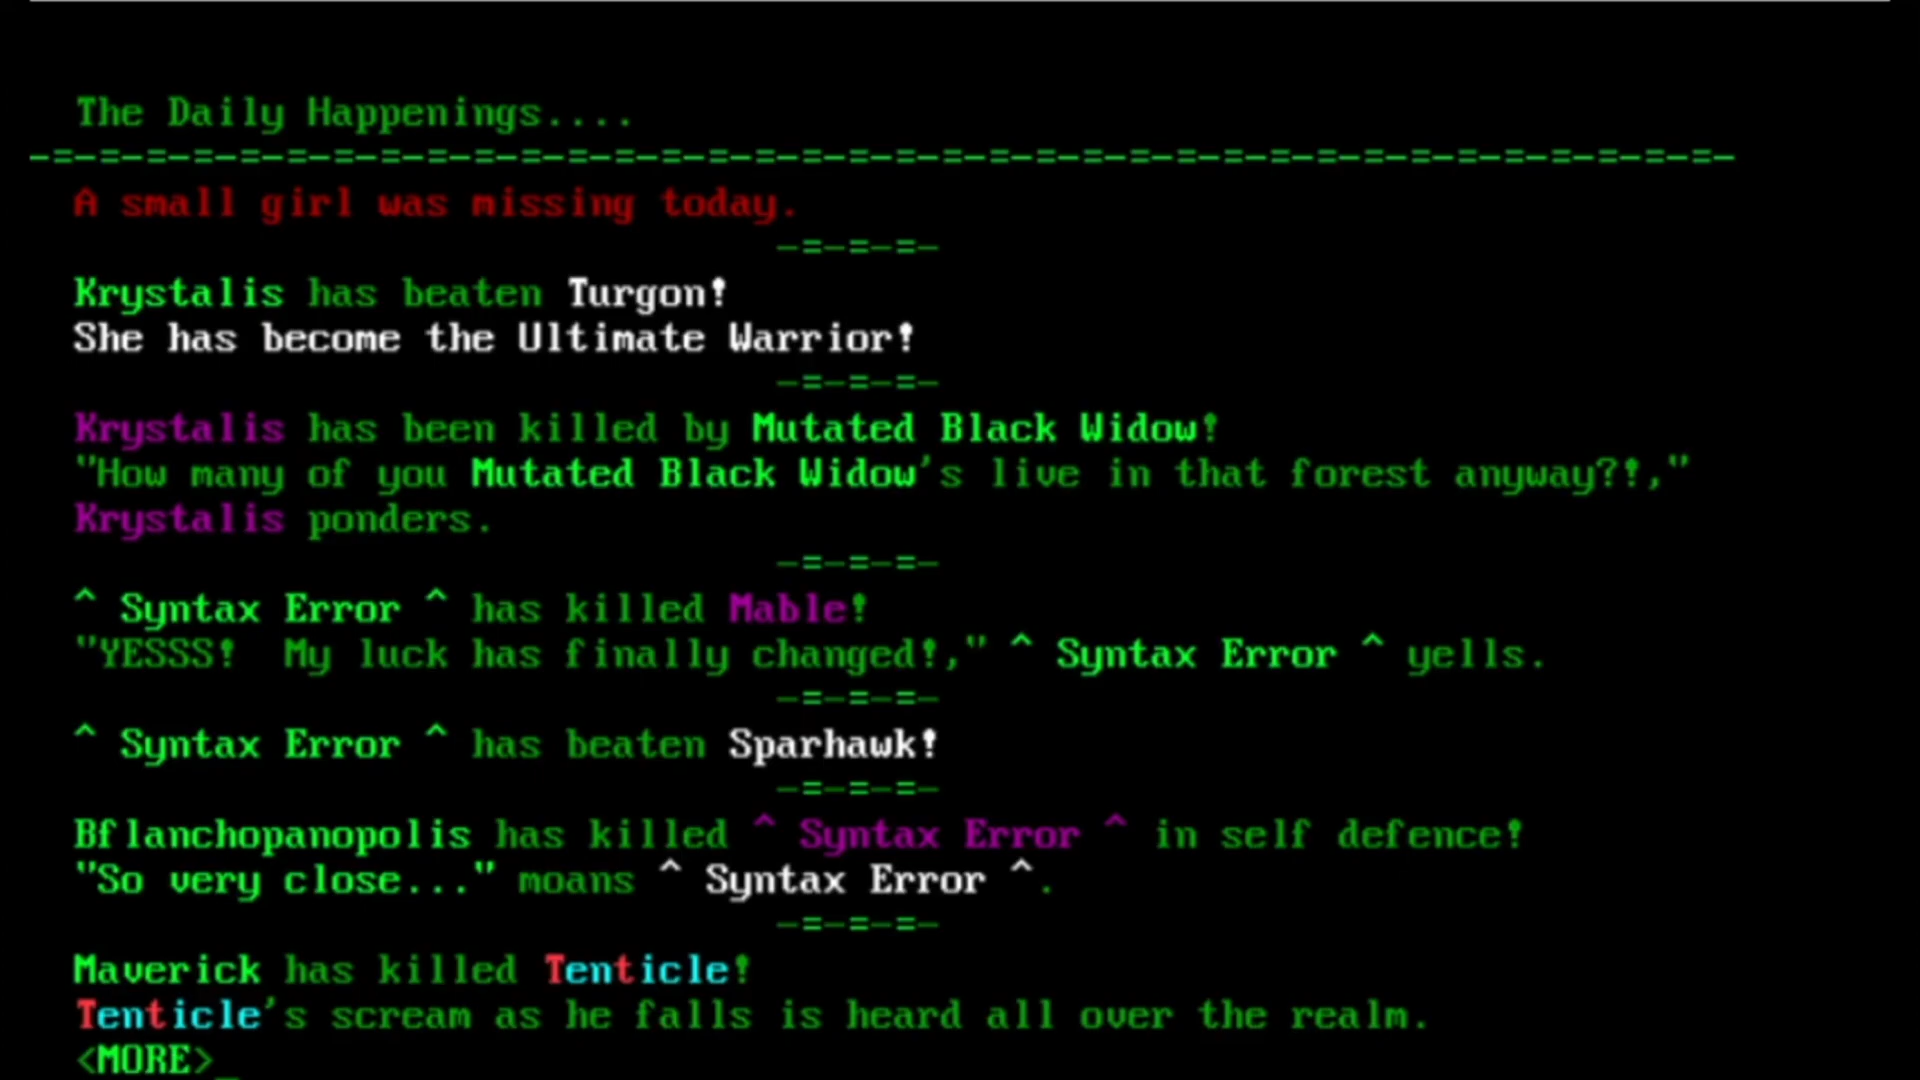 The Daily Happenings....
-=-=-=-=-=-=-=-=-=-=-=-=-=-=-=-=-=-=-=-=-=-=-=-=-=-=-=-=-=-=-=-=-=-=-=-=-
A small girl was missing today.
-=-=-=-
Krystalis has beaten Turgon!
She has become the Ultimate Warrior!
-=-=-=-
Krystalis has been killed by Mutated Black Widow!
"How many of you Mutated Black Widow's live in that forest anyway?!,"
Krystalis ponders.
-=-=-=-
^ Syntax Error ^ has killed Mable!
"YESSS!  My luck has finally changed!," ^ Syntax Error ^ yells.
-=-=-=-
^ Syntax Error ^ has beaten Sparhawk!
-=-=-=-
Bflanchopanopolis has killed ^ Syntax Error ^ in self defence!
"So very close..." moans ^ Syntax Error ^.
-=-=-=-
Maverick has killed Tenticle!
Tenticle's scream as he falls is heard all over the realm.
<MORE>_